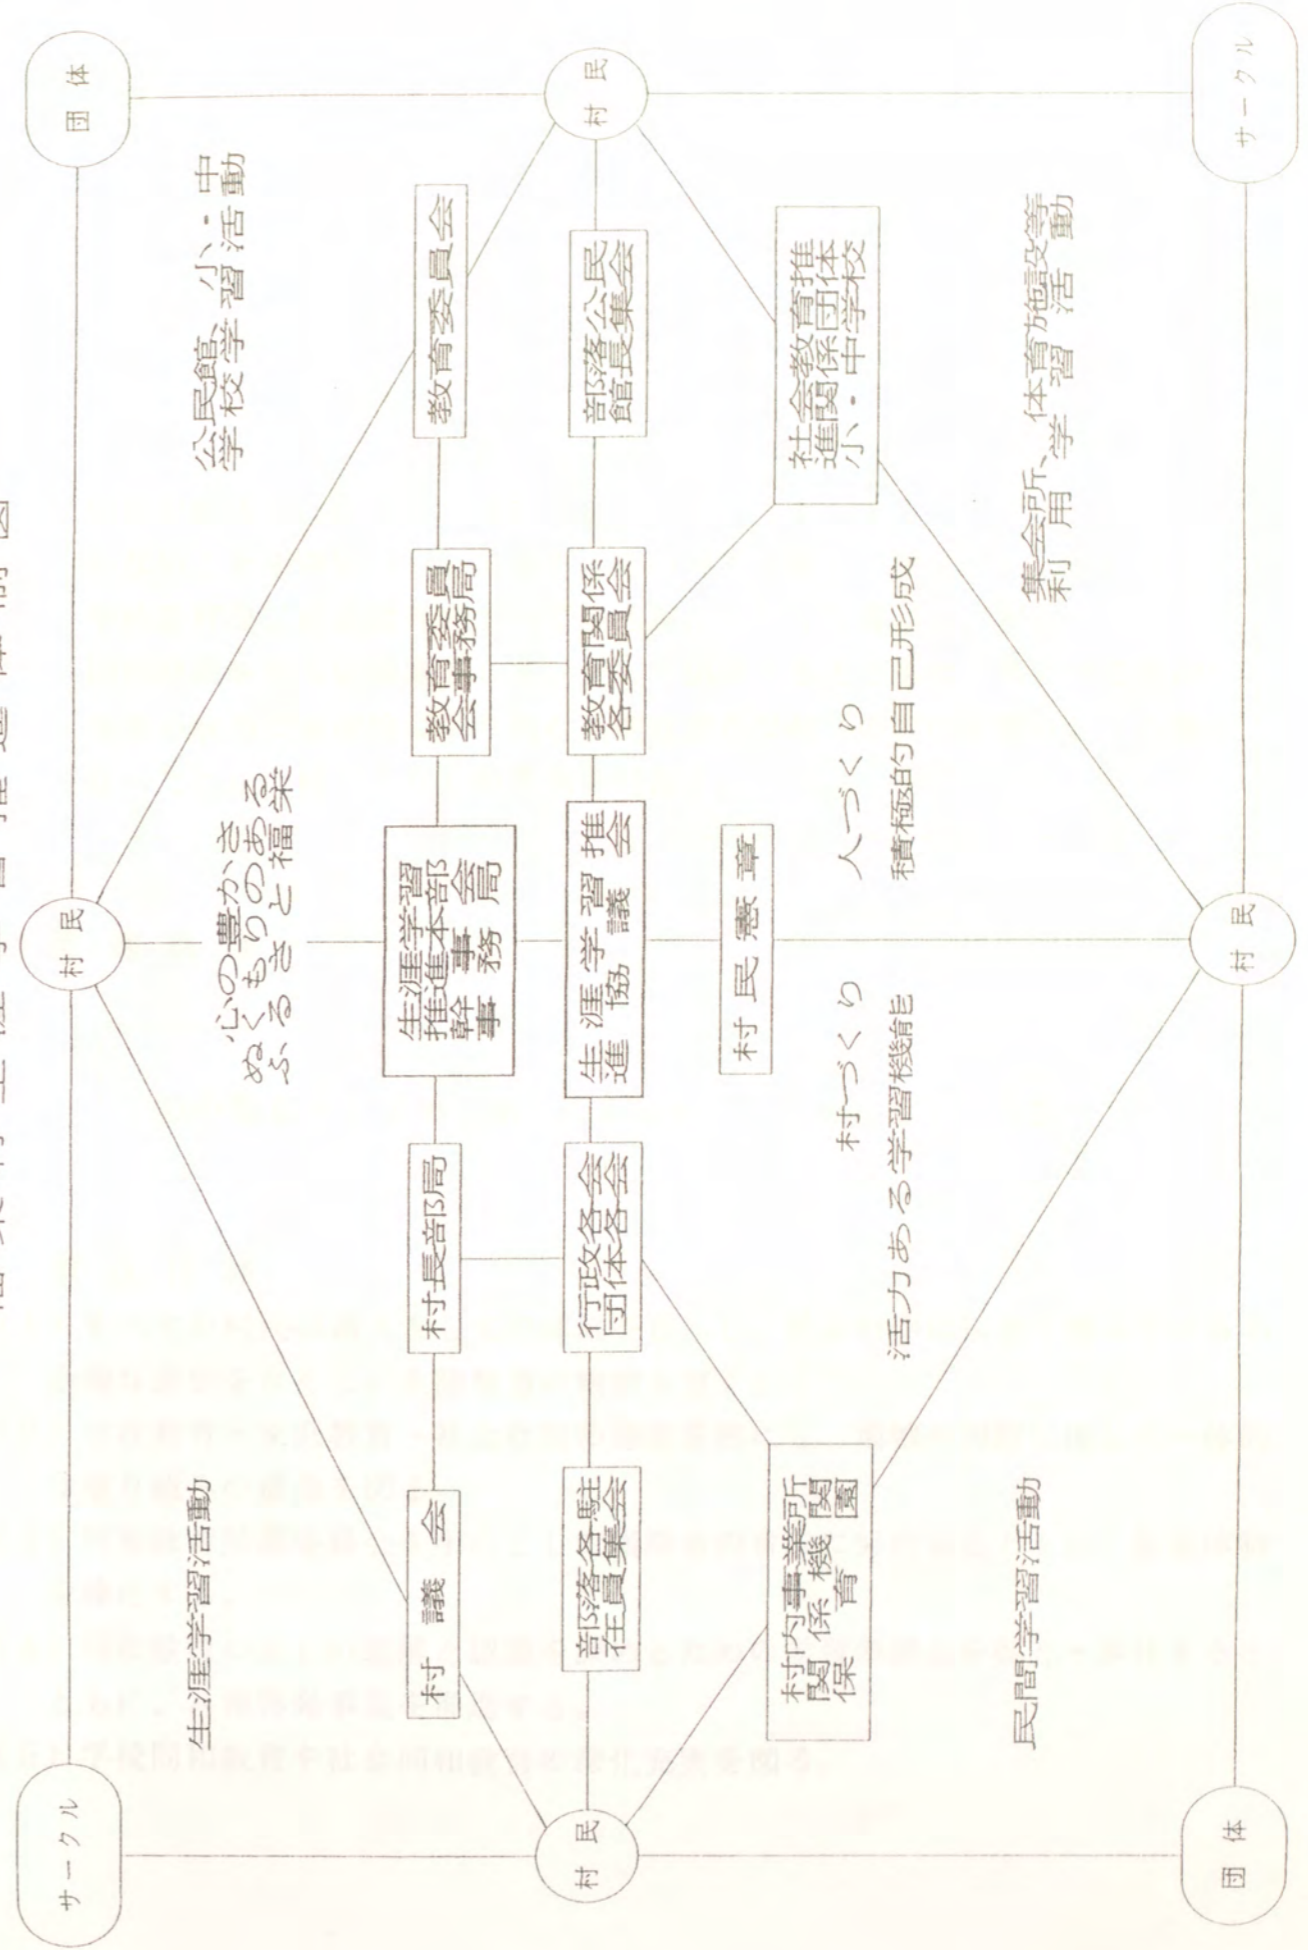 サークル
村民
団体
生涯学習活動
心の豊かさ
ぬくもりのある
ふるさと福栄
公民館、小・中
学校学習活動
村議会
村長部局
生涯学習
推進本部
幹事会
事務局
教育委員
会事務局
教育委員会
村民
部落各駐
在員集会
行政各会
団体各会
生涯学習推
進協議会
教育関係
各委員会
部落公民
館長集会
村民
村民憲章
村内事業所
関係機関
保育園
村づくり
活力ある学習機能
人づくり
積極的自己形成
社会教育推
進関係団体
小・中学校
民間学習活動
集会所、体育施設等
利用学習活動
団体
村民
サークル